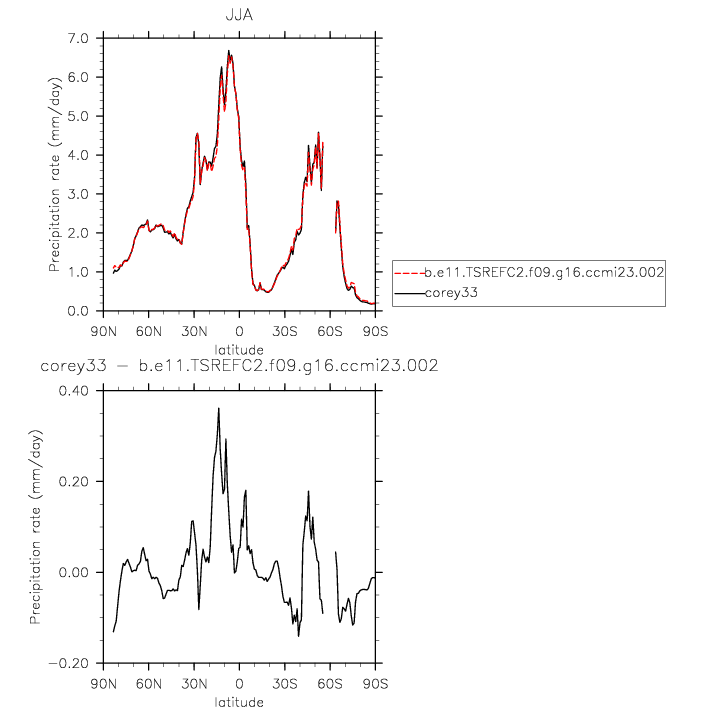 JJA
7.0
6.0
5.0
4.0
3.0
2.0
1.0
0.0
Precipitation rate (mm/day)
90N 60N 30N 0 30S 60S 90S
latitude
b.e11.TSREFC2.f09.g16.ccmi23.002
corey33
corey33 − b.e11.TSREFC2.f09.g16.ccmi23.002
0.40
0.20
0.00
−0.20
Precipitation rate (mm/day)
90N 60N 30N 0 30S 60S 90S
latitude